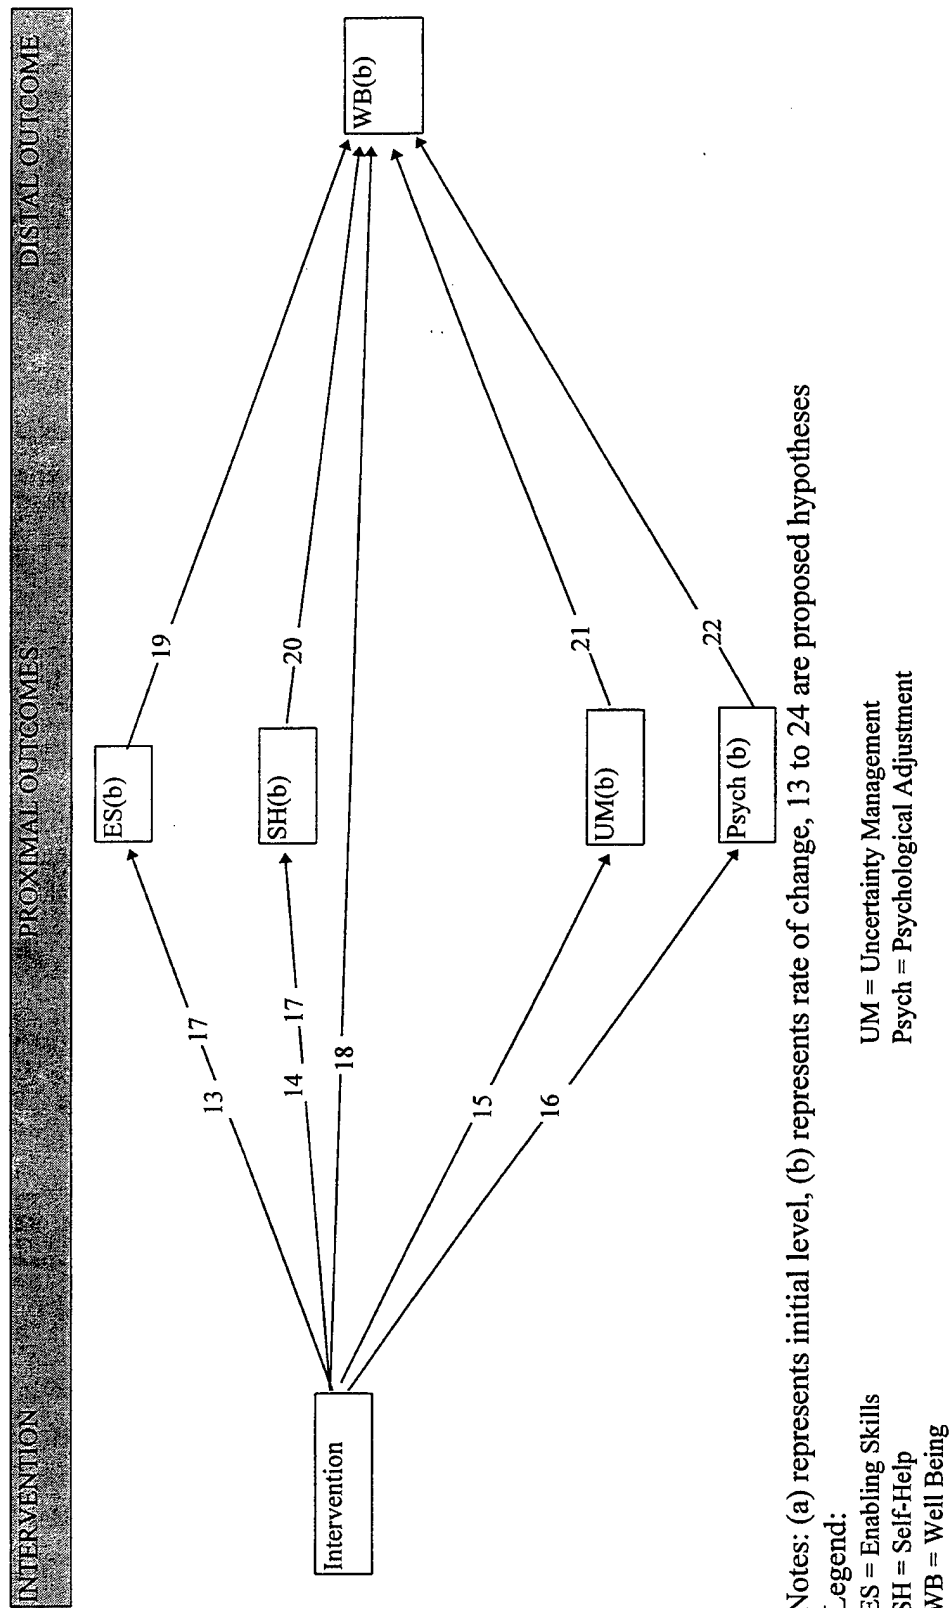 INTERVENTION PROXIMAL OUTCOMES DISTAL OUTCOME
ES(b)
13 17 19
SH(b)
14 17 20
Intervention
18
WB(b)
15 UM(b) 21
16 Psych (b) 22
Notes: (a) represents initial level, (b) represents rate of change, 13 to 24 are proposed hypotheses
Legend:
ES = Enabling Skills UM = Uncertainty Management
SH = Self-Help Psych = Psychological Adjustment
WB = Well Being